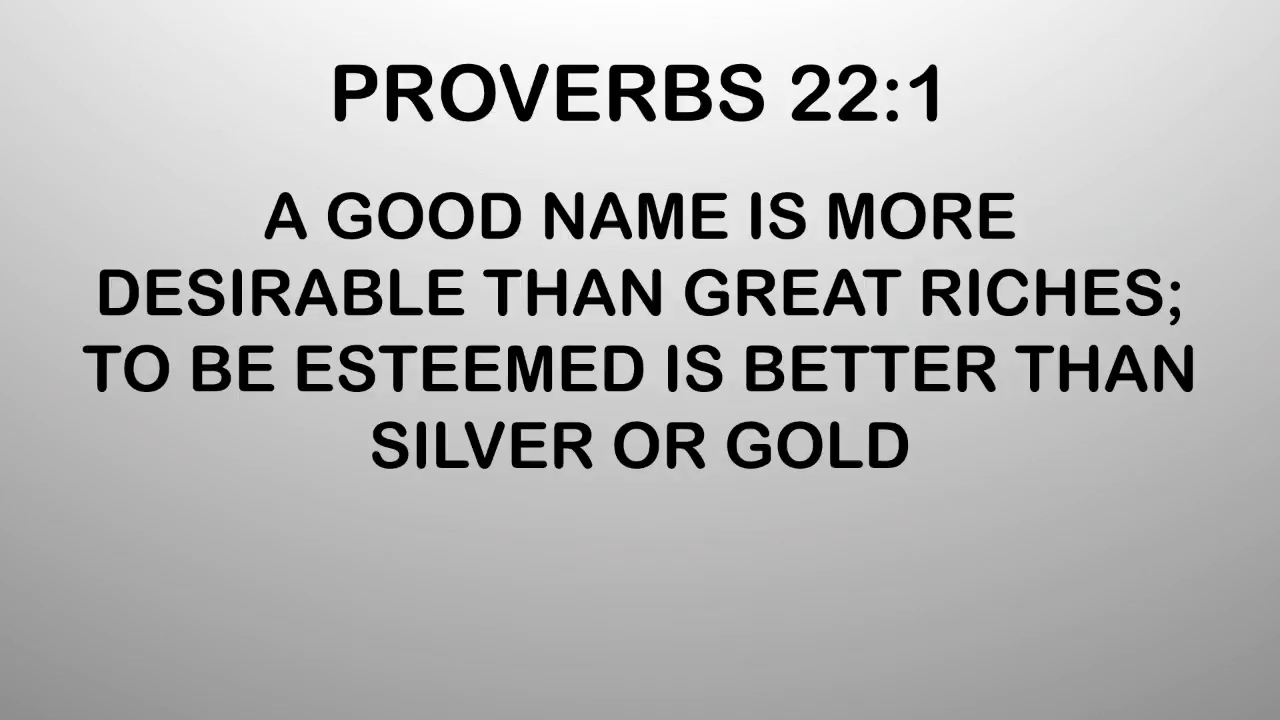 PROVERBS 22:1
A GOOD NAME IS MORE
DESIRABLE THAN GREAT RICHES;
TO BE ESTEEMED IS BETTER THAN
SILVER OR GOLD